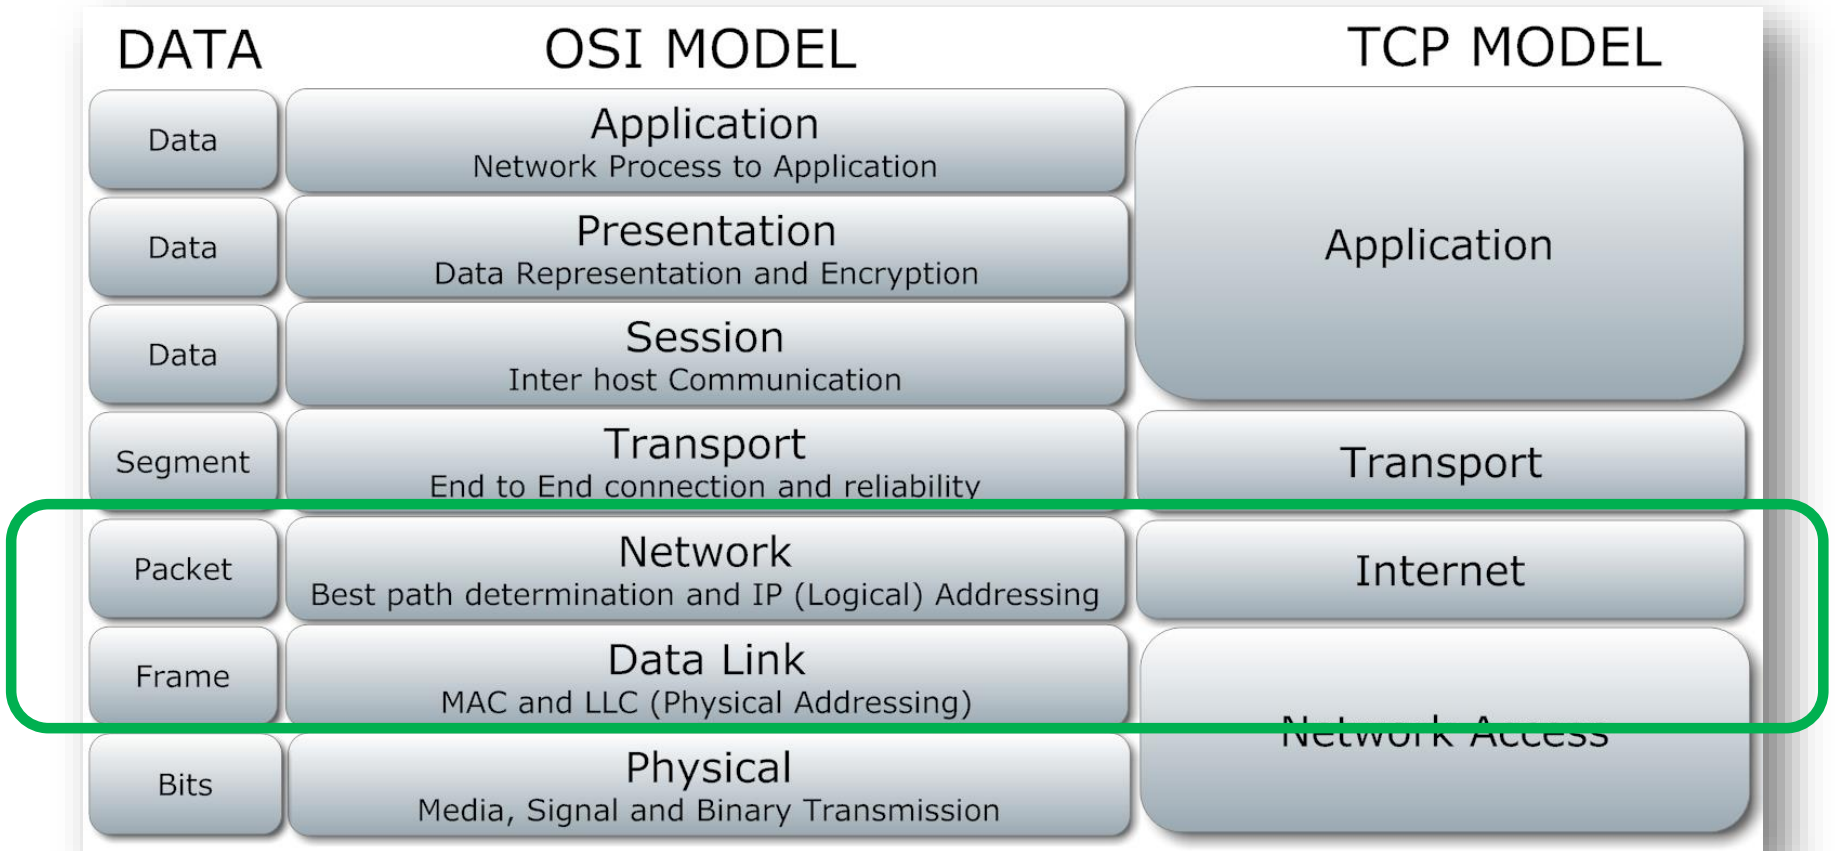 DATA OSI MODEL TCP MODEL
Data
Application
Network Process to Application
Data
Presentation
Data Representation and Encryption
Application
Data
Session
Inter host Communication
Segment
Transport
End to End connection and reliability
Transport
Packet
Network
Best path determination and IP (Logical) Addressing
Internet
Frame
Data Link
MAC and LLC (Physical Addressing)
Network Access
Bits
Physical
Media, Signal and Binary Transmission